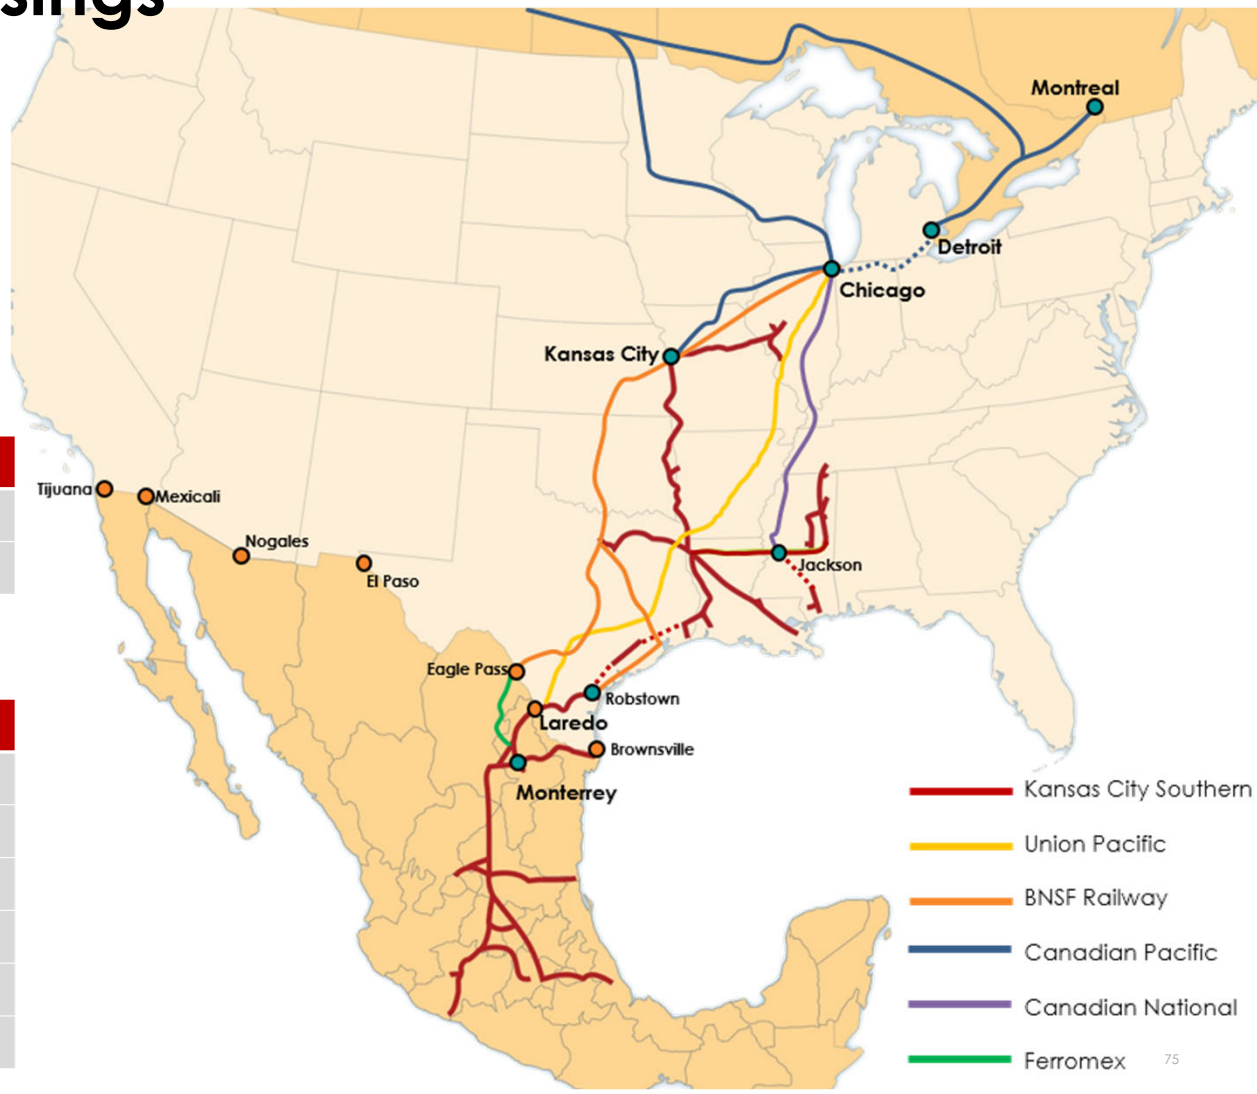 sings
Montreal
Detroit
Chicago
Kansas City
Tijuana
Mexicali
Nogales
El Paso
Jackson
Eagle Pass
Robstown
Laredo
Brownsville
Monterrey
Kansas City Southern
Union Pacific
BNSF Railway
Canadian Pacific
Canadian National
Ferromex
75